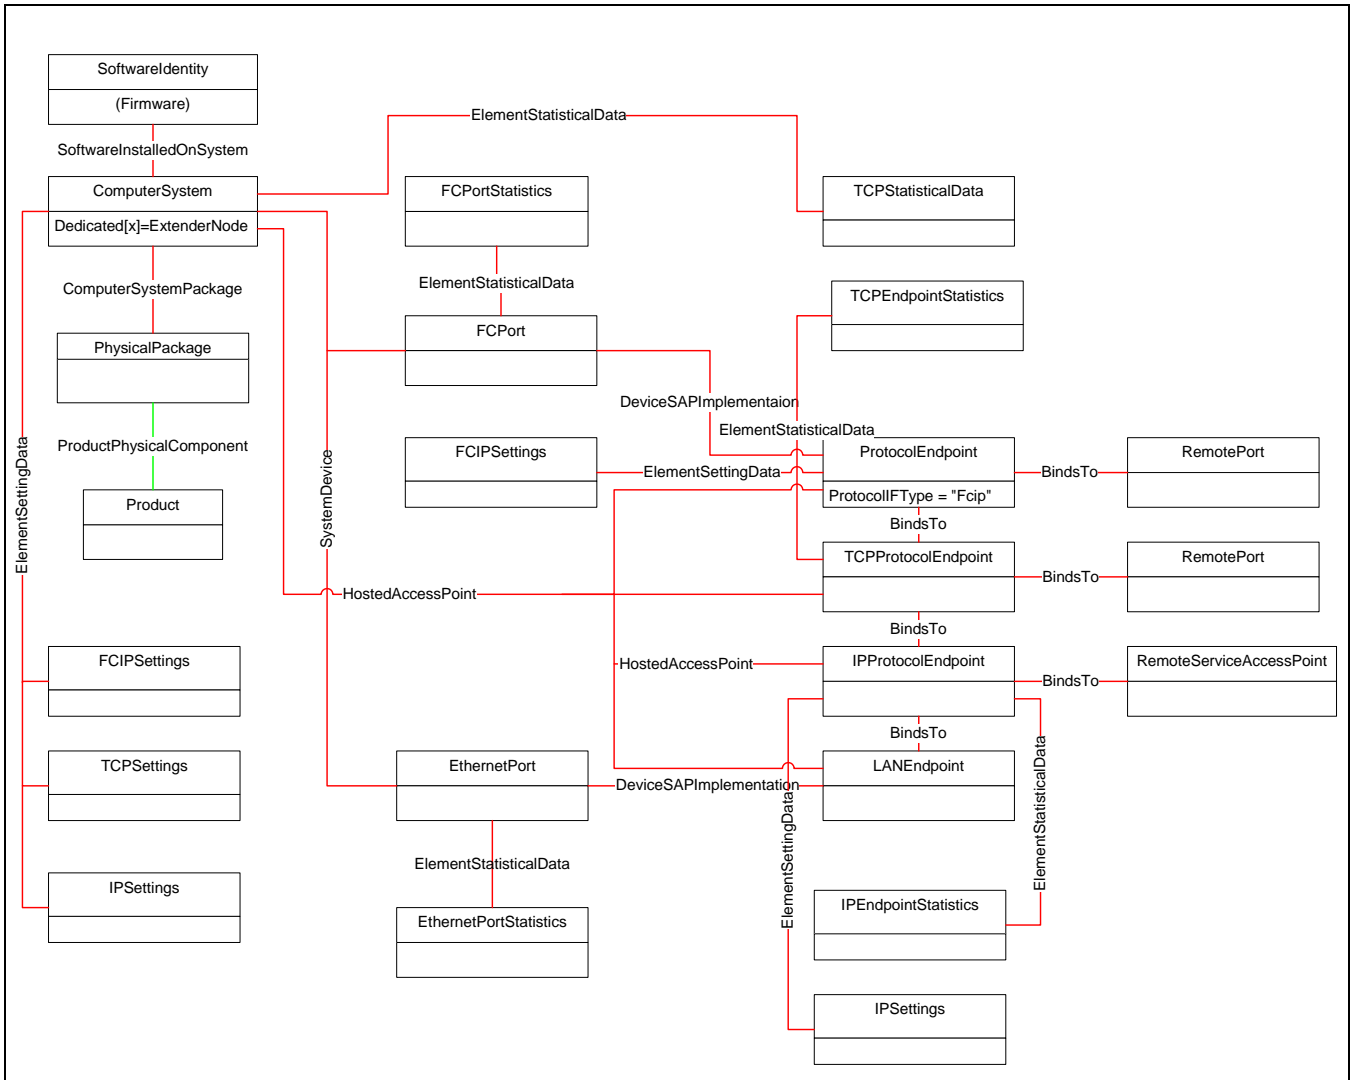 SoftwareIdentity
(Firmware)
ElementStatisticalData
SoftwareInstalledOnSystem
ComputerSystem
Dedicated[x]=ExtenderNode
FCPortStatistics
TCPStatisticalData
ElementStatisticalData
ComputerSystemPackage
TCPEndpointStatistics
FCPort
PhysicalPackage
DeviceSAPImplementaion
ElementStatisticalData
ProductPhysicalComponent
FCIPSettings
ElementSettingData
ProtocolEndpoint
ProtocolIFType = "Fcip"
BindsTo
RemotePort
Product
ElementSettingData
SystemDevice
BindsTo
TCPProtocolEndpoint
BindsTo
RemotePort
HostedAccessPoint
BindsTo
FCIPSettings
HostedAccessPoint
IPProtocolEndpoint
BindsTo
RemoteServiceAccessPoint
BindsTo
TCPSettings
EthernetPort
DeviceSAPImplementation
LANEndpoint
ElementSettingData
ElementStatisticalData
ElementStatisticalData
IPSettings
EthernetPortStatistics
IPEndpointStatistics
IPSettings